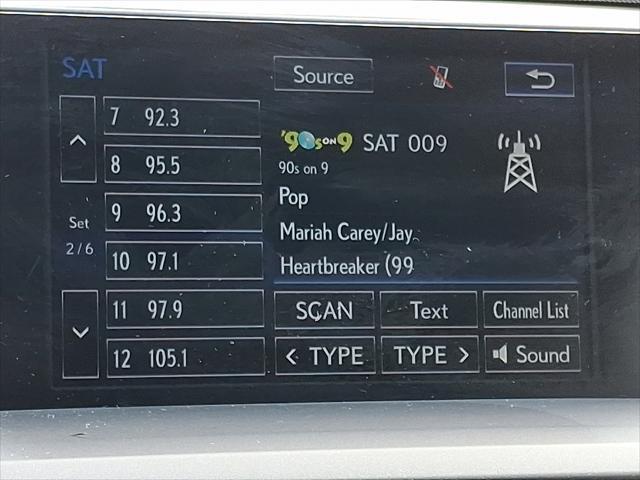 SAT
Source
7 92.3
8 95.5
Set
9 96.3
2/6
10 97.1
11 97.9
12 105.1
'90s ON 9 SAT 009
90s on 9
Pop
Mariah Carey/Jay
Heartbreaker (99
SCAN
Text
Channel List
< TYPE
TYPE >
Sound